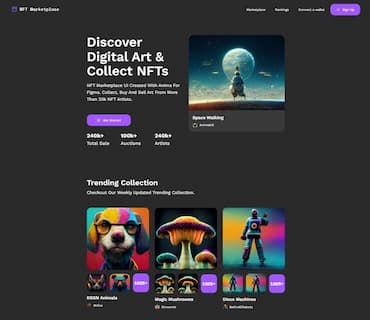 NFT Marketplace
Marketplace
Rankings
Connect a wallet
Sign Up
Discover
Digital Art &
Collect NFTs
NFT Marketplace UI Created With Anima For
Figma. Collect, Buy And Sell Art From More
Than 20k NFT Artists.
Get Started
240k+
100k+
240k+
Total Sale
Auctions
Artists
Space Walking
Animakid
Trending Collection
Checkout Our Weekly Updated Trending Collection.
1025+
1025+
1025+
DSGN Animals
Magic Mushrooms
Disco Machines
Shroomie
BeKind2Robots